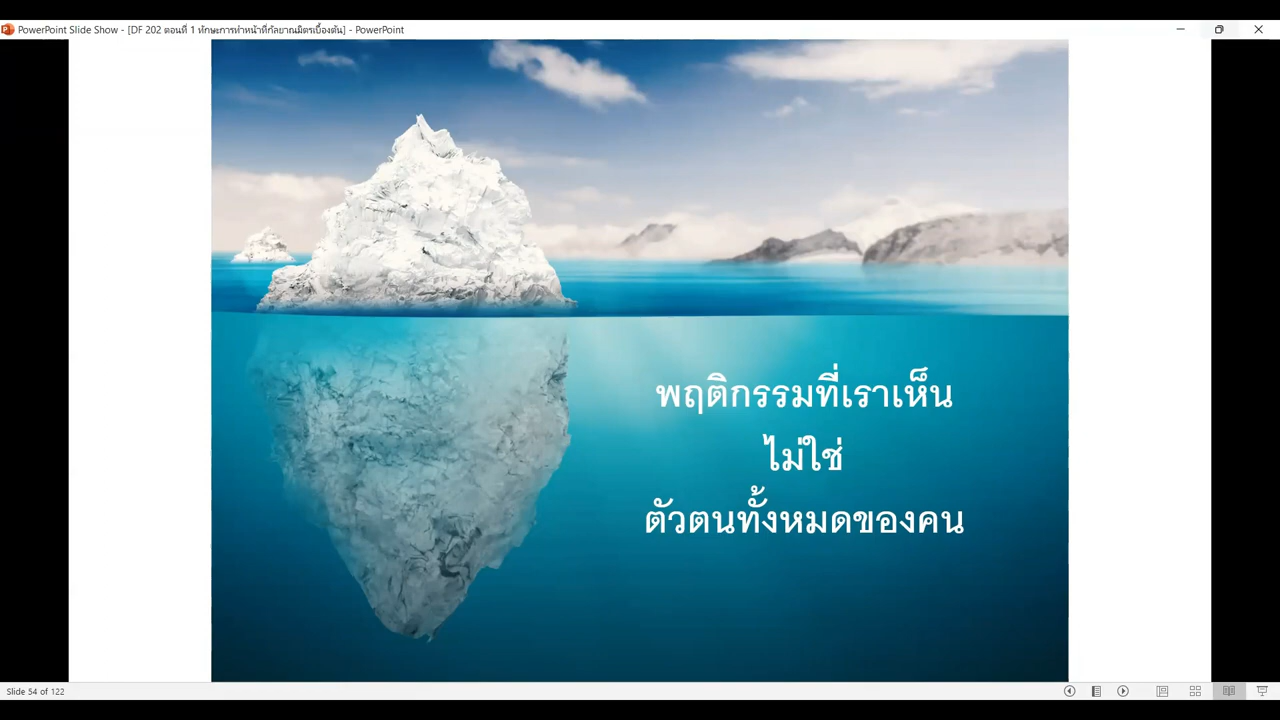 PowerPoint Slide Show - [DF 202 ตอนที่ 1 ทักษะการทำหน้าที่กัลยาณมิตรเบื้องต้น] - PowerPoint
พฤติกรรมที่เราเห็น
ไม่ใช่
ตัวตนทั้งหมดของคน
Slide 54 of 122